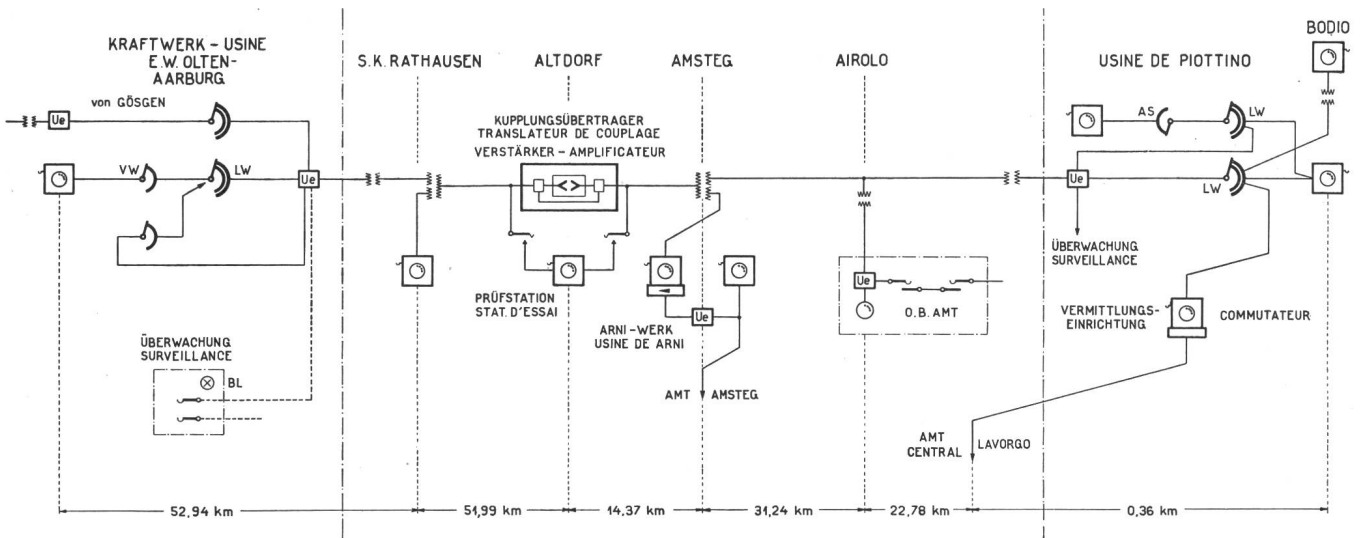 KRAFTWERK - USINE
E.W. OLTEN-
AARBURG
von GÖSGEN
Ue
VW
LW
Ue
ÜBERWACHUNG
SURVEILLANCE
BL
S.K. RATHAUSEN
ALTDORF
KUPPLUNGSÜBERTRAGER
TRANSLATEUR DE COUPLAGE
VERSTÄRKER - AMPLIFICATEUR
PRÜFSTATION
STAT. D'ESSAI
AMSTEG
ARNI-WERK
USINE DE ARNI
Ue
AMT AMSTEG
AIROLO
Ue
O.B. AMT
USINE DE PIOTTINO
BODIO
AS
LW
Ue
LW
ÜBERWACHUNG
SURVEILLANCE
VERMITTLUNGS-
EINRICHTUNG
COMMUTATEUR
AMT
CENTRAL
LAVORGO
52,94 km
51,99 km
14,37 km
31,24 km
22,78 km
0,36 km